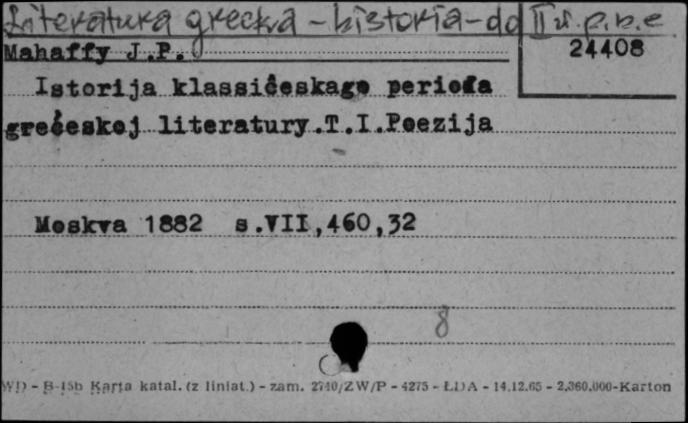 Literatura grecka - historia - do II w. p.n.e
Mahaffy J.P. 24408
Istorija klassičeskago perioda
grečeskoj literatury.T.I.Poezija
Moskva 1882 s.VII,460,32
8
WD - B-15b Karta katal. (z liniat.) - zam. 2740/ZW/P - 4275 - ŁDA - 14.12.65 - 2.360.000-Karton